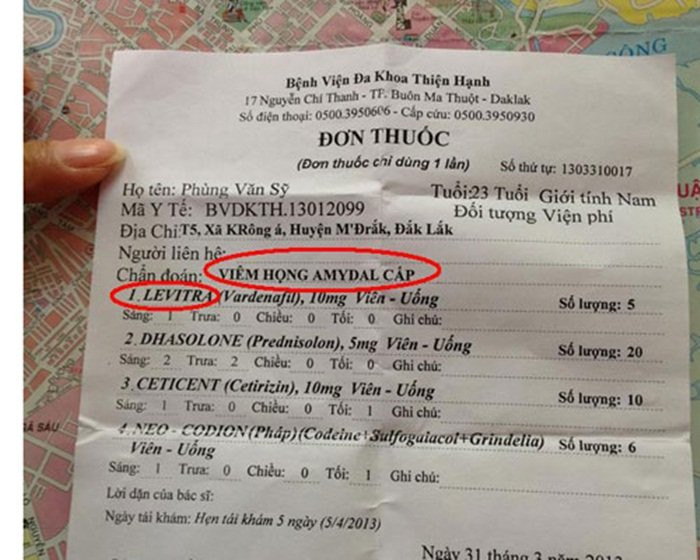 Bệnh Viện Đa Khoa Thiện Hạnh
17 Nguyễn Chí Thanh - TP. Buôn Ma Thuột - Daklak
Số điện thoại: 0500.3950606 - Cấp cứu: 0500.3950930
ĐƠN THUỐC
(Đơn thuốc chỉ dùng 1 lần) Số thứ tự: 1303310017
Họ tên: Phùng Văn Sỹ Tuổi:23 Tuổi Giới tính Nam
Mã Y Tế: BVDKTH.13012099 Đối tượng Viện phí
Địa Chỉ:T5, Xã KRông á, Huyện M'Đrắk, Đắk Lắk
Người liên hệ:
Chẩn đoán: VIÊM HỌNG AMYDAL CẤP
1. LEVITRA (Vardenafil), 10mg Viên - Uống Số lượng: 5
Sáng: 1 Trưa: 0 Chiều: 0 Tối: 0 Ghi chú:
2. DHASOLONE (Prednisolon), 5mg Viên - Uống Số lượng: 20
Sáng: 2 Trưa: 2 Chiều: 0 Tối: 0 Ghi chú:
3. CETICENT (Cetirizin), 10mg Viên - Uống Số lượng: 10
Sáng: 1 Trưa: 0 Chiều: 0 Tối: 1 Ghi chú:
4. NEO - CODION (Pháp) (Codeine+Sulfogaiacol+Grindelia) Số lượng: 6
Viên - Uống
Sáng: 1 Trưa: 0 Chiều: 0 Tối: 1 Ghi chú:
Lời dặn của bác sĩ:
Ngày tái khám: Hẹn tái khám 5 ngày (5/4/2013)
Ngày 31 tháng 3 năm 2013